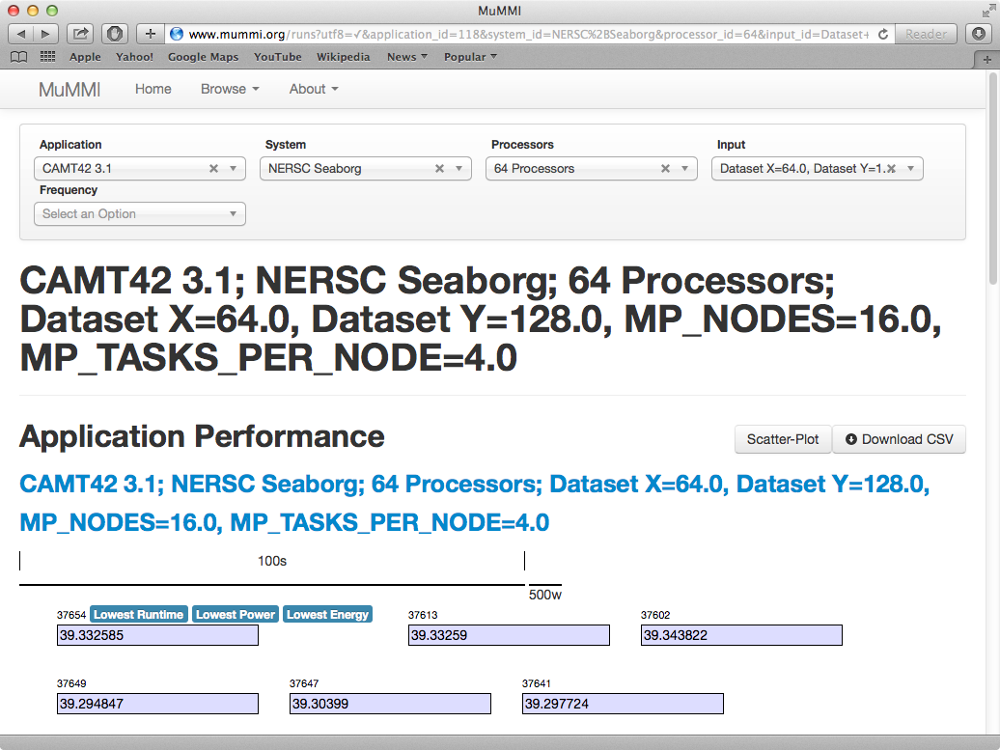 MuMMI
www.mummi.org/runs?utf8=✓&application_id=118&system_id=NERSC%2BSeaborg&processor_id=64&input_id=Dataset+
Reader
Apple Yahoo! Google Maps YouTube Wikipedia News Popular
MuMMI Home Browse About
Application System Processors Input
CAMT42 3.1 NERSC Seaborg 64 Processors Dataset X=64.0, Dataset Y=1..
Frequency
Select an Option
CAMT42 3.1; NERSC Seaborg; 64 Processors;
Dataset X=64.0, Dataset Y=128.0, MP_NODES=16.0,
MP_TASKS_PER_NODE=4.0
Application Performance Scatter-Plot Download CSV
CAMT42 3.1; NERSC Seaborg; 64 Processors; Dataset X=64.0, Dataset Y=128.0,
MP_NODES=16.0, MP_TASKS_PER_NODE=4.0
100s
500w
37654 Lowest Runtime Lowest Power Lowest Energy 37613 37602
39.332585 39.33259 39.343822
37649 37647 37641
39.294847 39.30399 39.297724